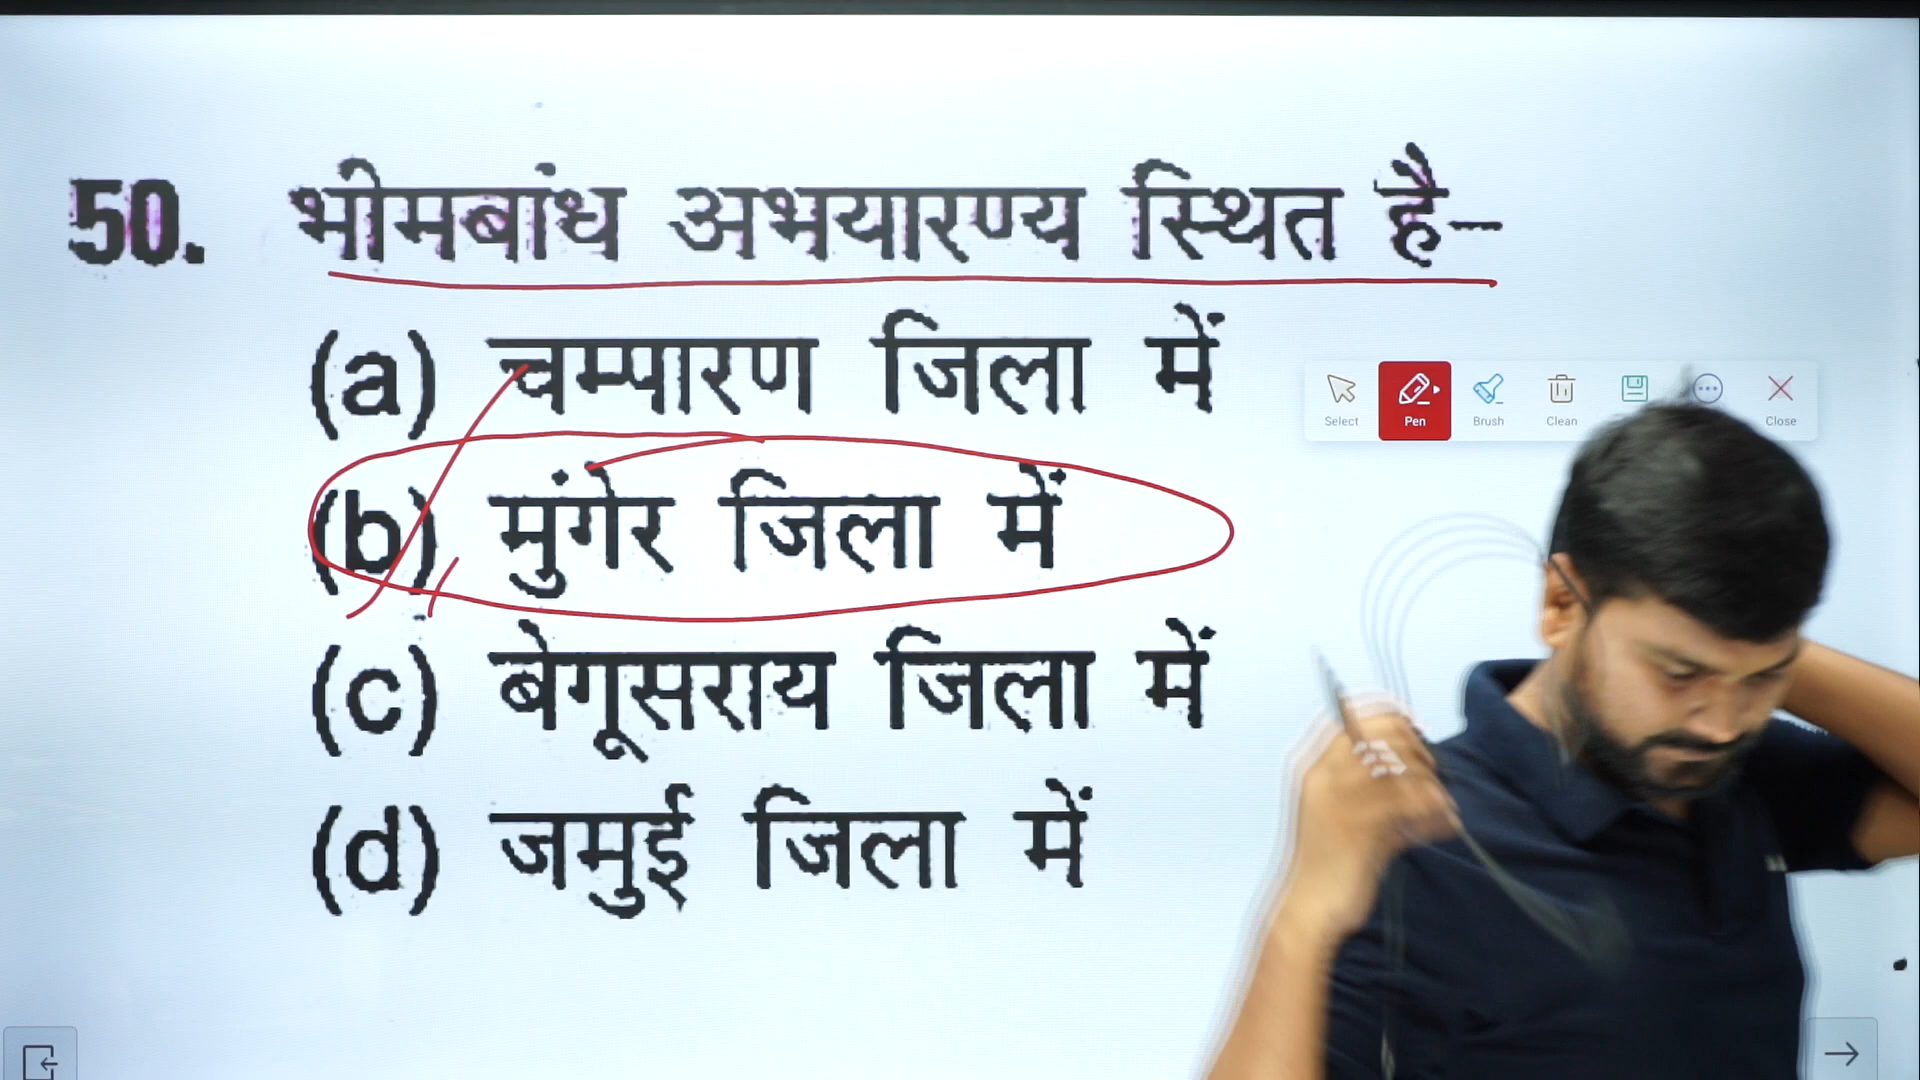 50. भीमबांध अभयारण्य स्थित है–
(a) चम्पारण जिला में
Select Pen Brush Clean Close
(b) मुंगेर जिला में
(c) बेगूसराय जिला में
(d) जमुई जिला में